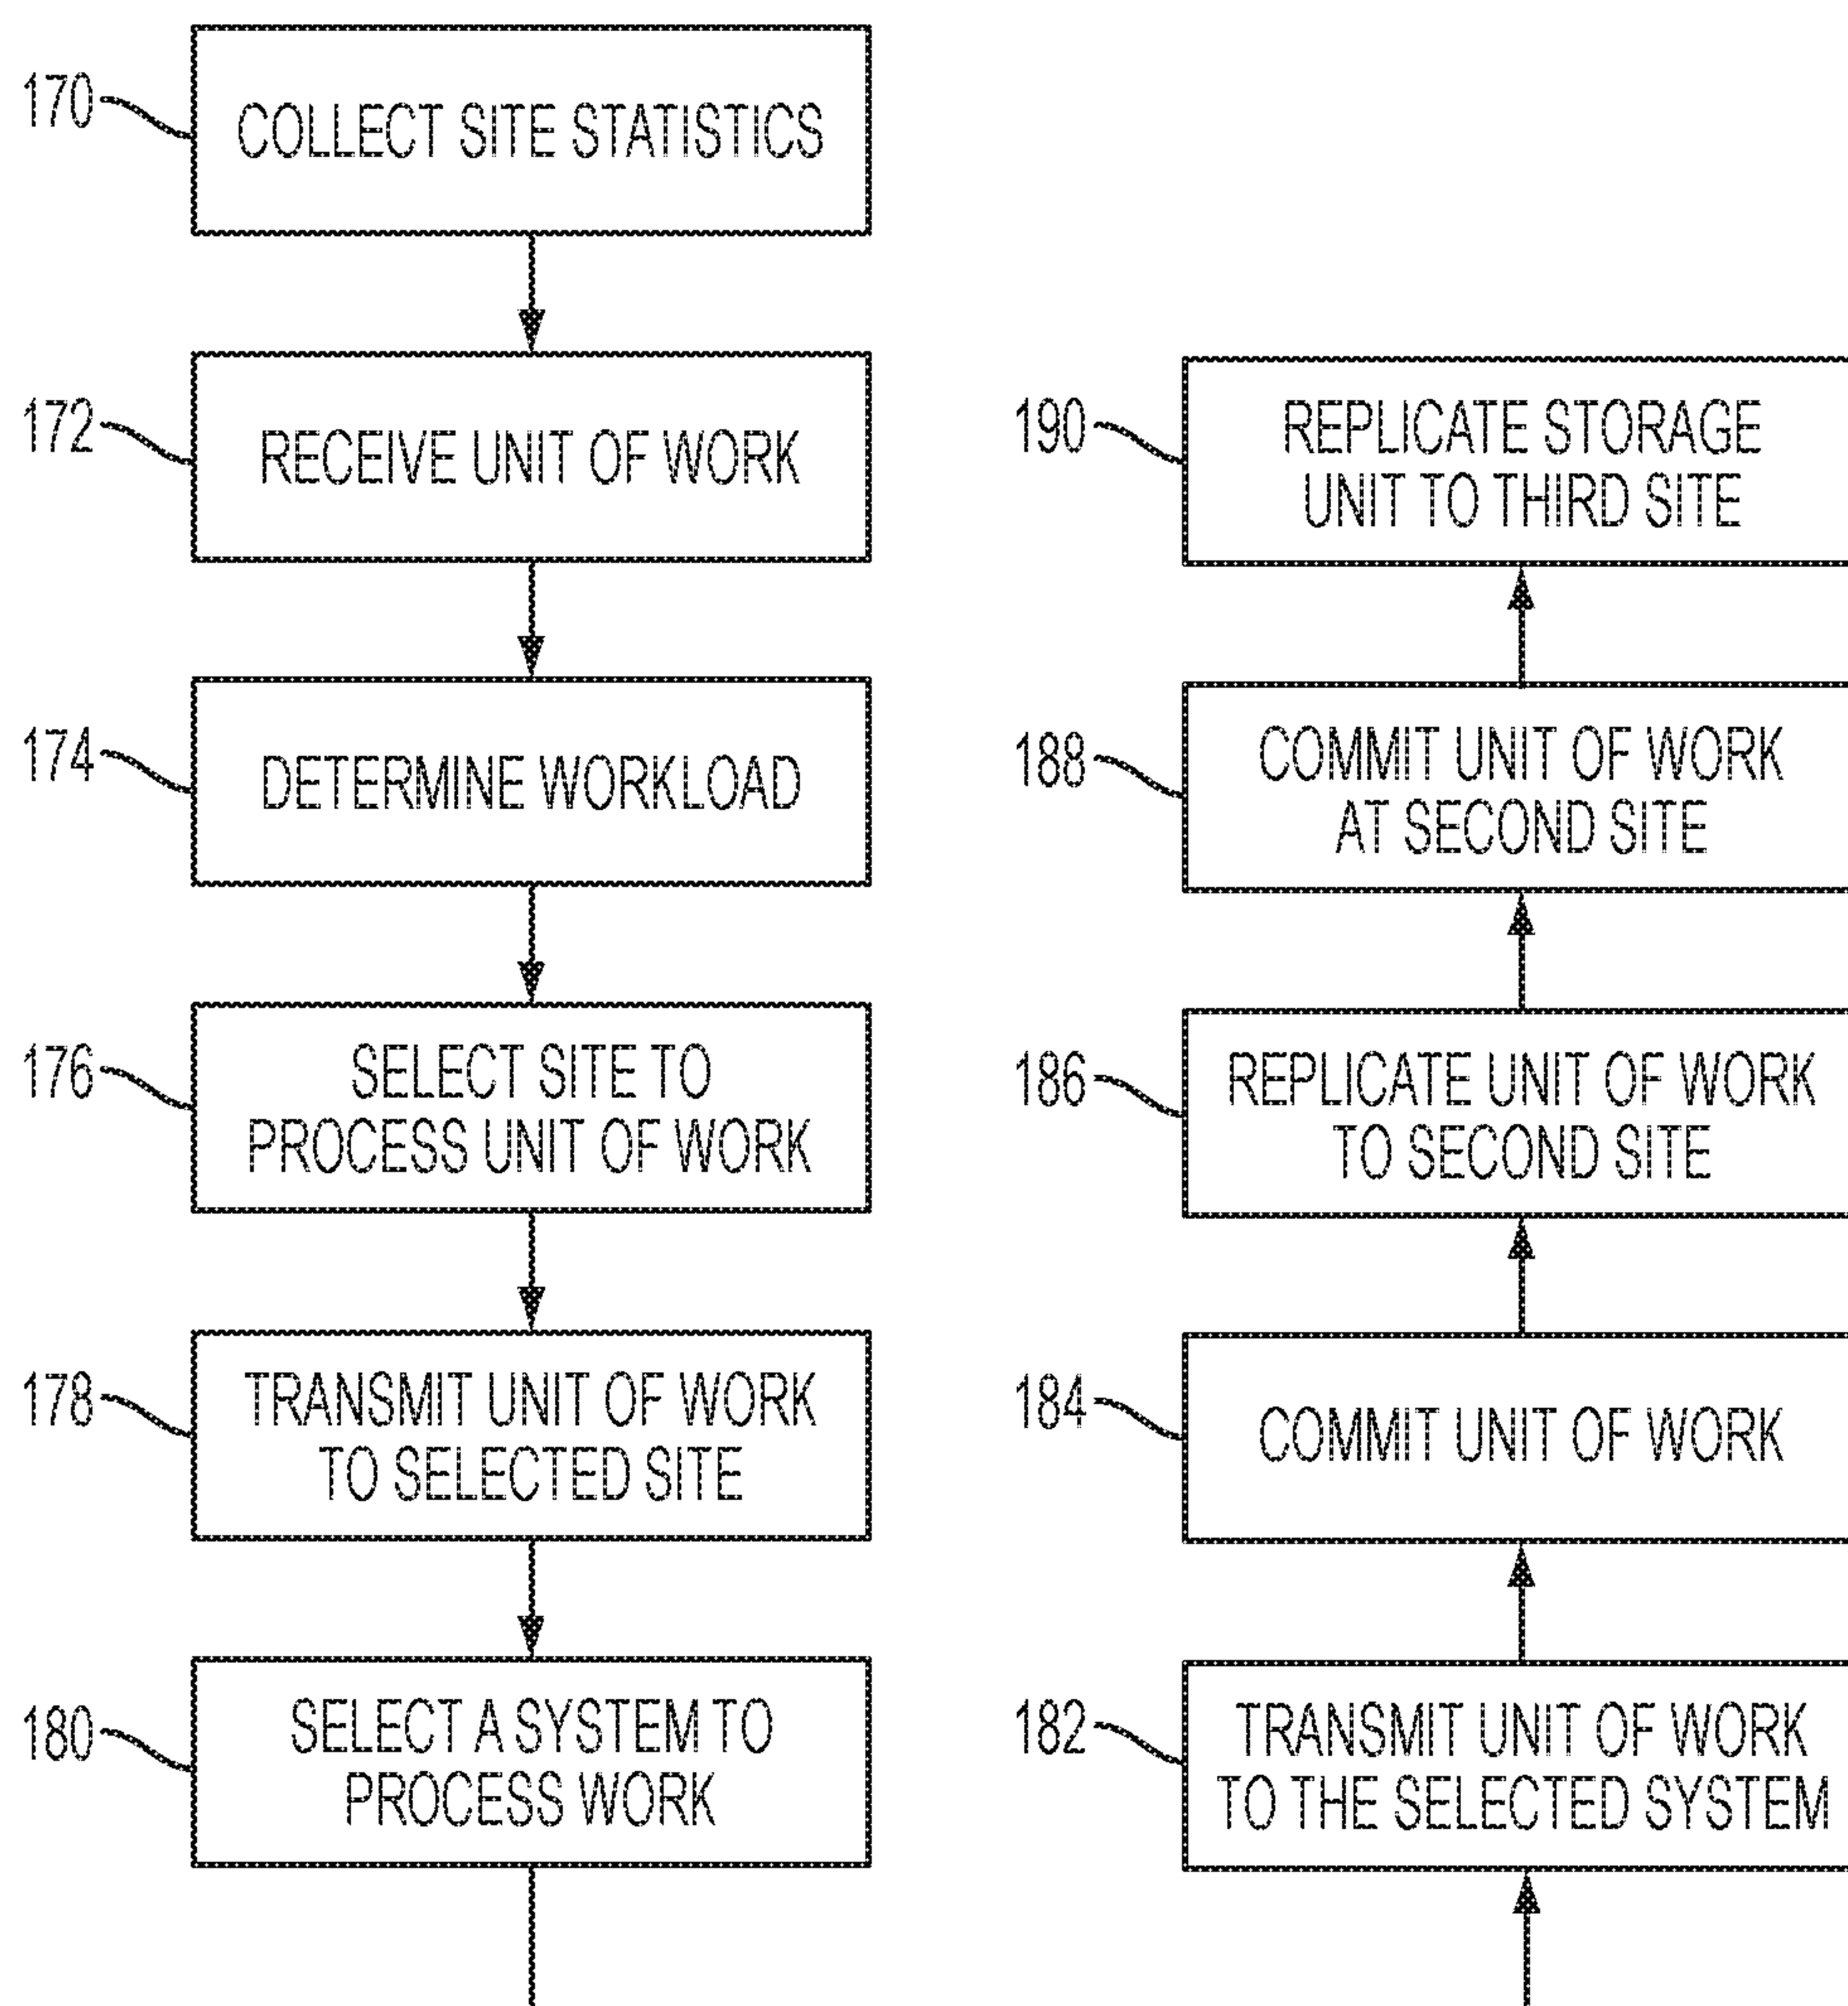 170
COLLECT SITE STATISTICS
172
RECEIVE UNIT OF WORK
174
DETERMINE WORKLOAD
176
SELECT SITE TO
PROCESS UNIT OF WORK
178
TRANSMIT UNIT OF WORK
TO SELECTED SITE
180
SELECT A SYSTEM TO
PROCESS WORK
182
TRANSMIT UNIT OF WORK
TO THE SELECTED SYSTEM
184
COMMIT UNIT OF WORK
186
REPLICATE UNIT OF WORK
TO SECOND SITE
188
COMMIT UNIT OF WORK
AT SECOND SITE
190
REPLICATE STORAGE
UNIT TO THIRD SITE